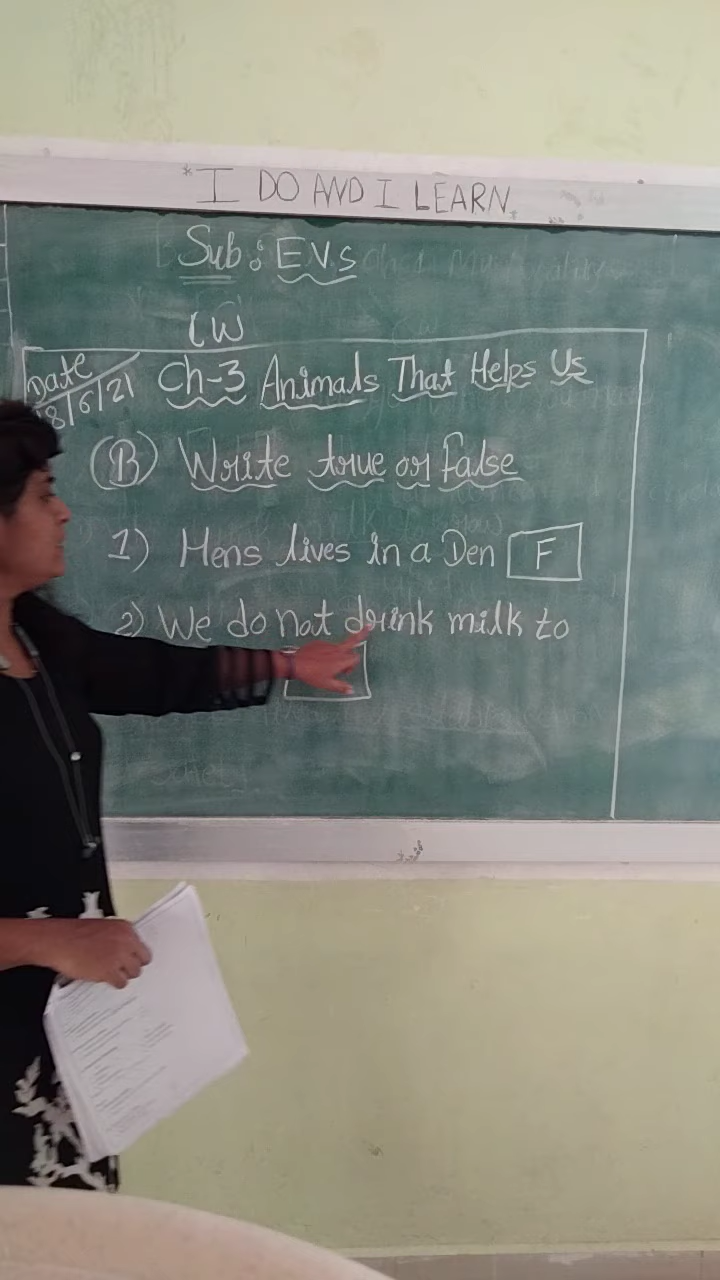 *I DO AND I LEARN
Sub: EVS
CW
Date
18/6/21
Ch-3 Animals That Helps Us
(B) Write true or false
1) Hens lives in a Den F
2) We do not drink milk to